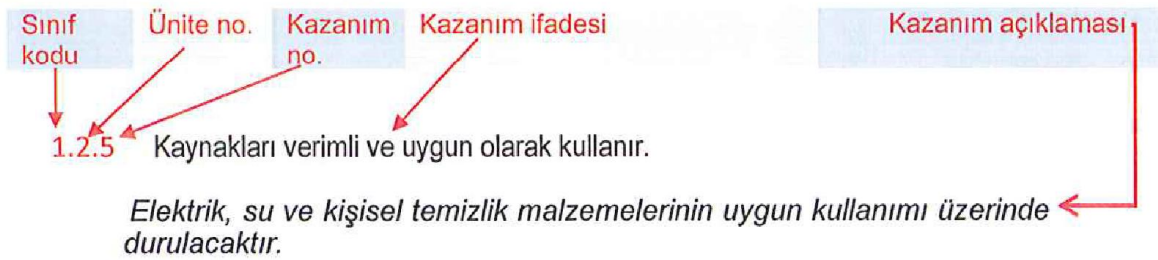 Sınıf kodu
Ünite no.
Kazanım no.
Kazanım ifadesi
Kazanım açıklaması
1.2.5 Kaynakları verimli ve uygun olarak kullanır.
Elektrik, su ve kişisel temizlik malzemelerinin uygun kullanımı üzerinde
durulacaktır.